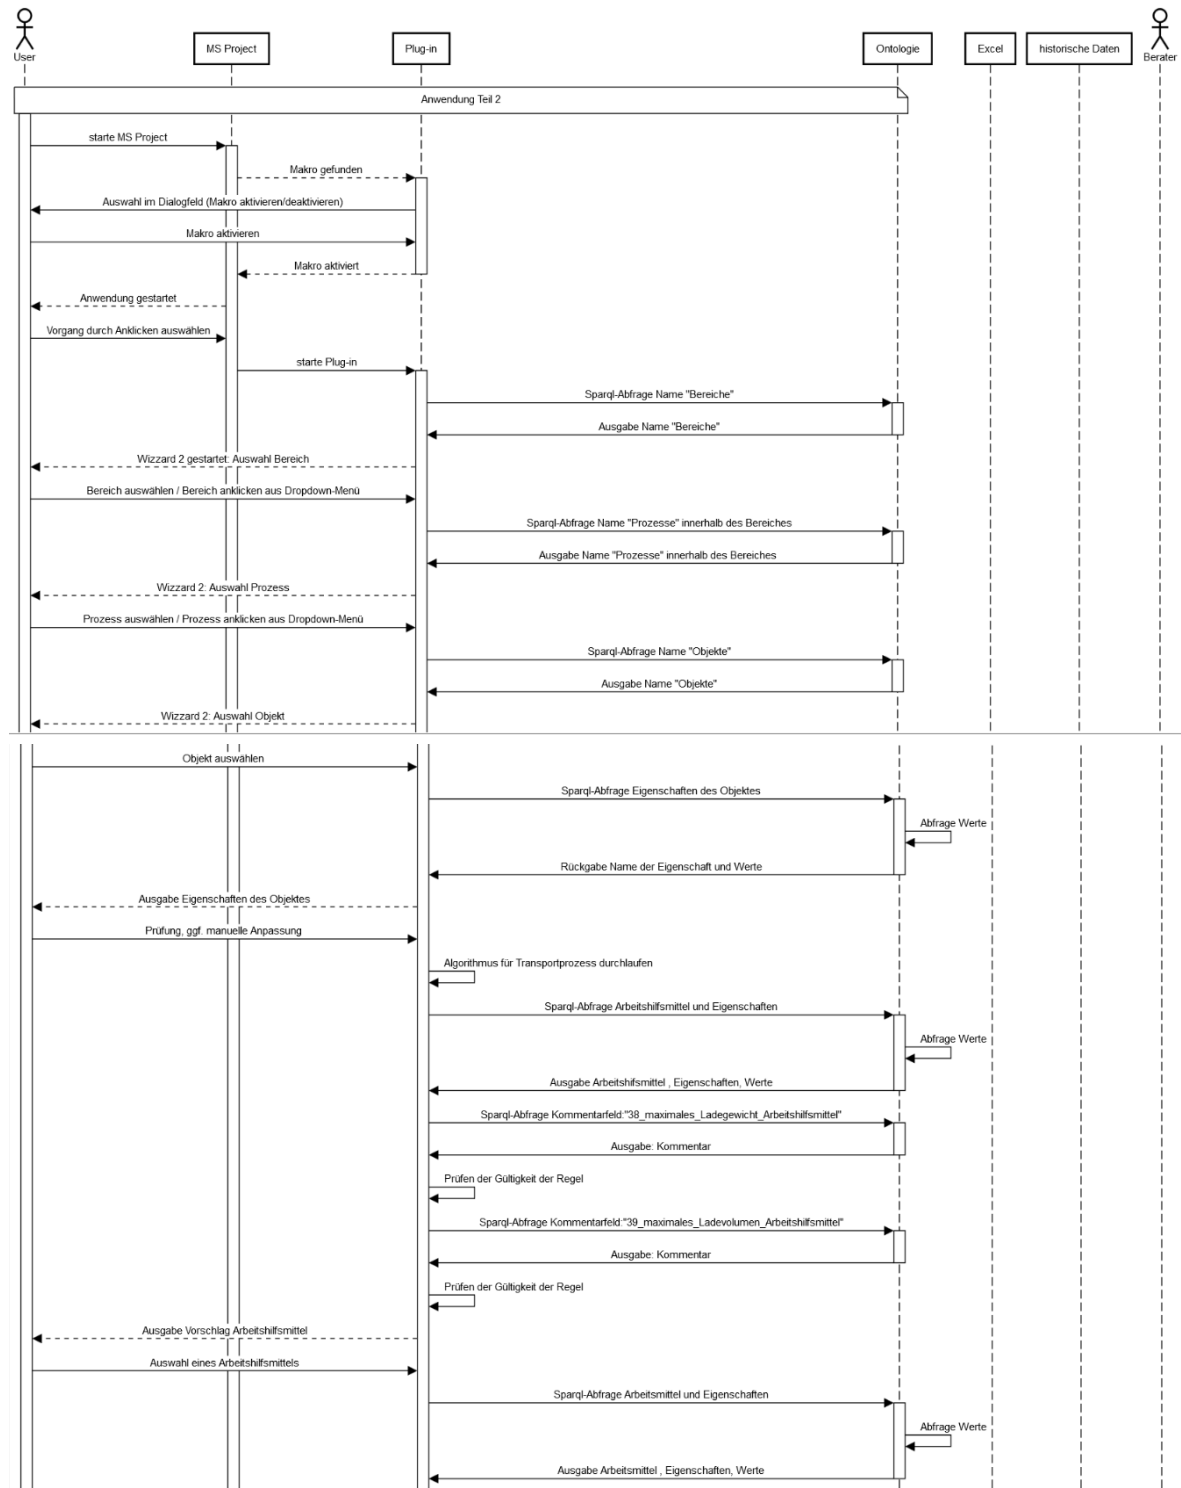 User
MS Project
Plug-in
Ontologie
Excel
historische Daten
Berater
Anwendung Teil 2
starte MS Project
Makro gefunden
Auswahl im Dialogfeld (Makro aktivieren/deaktivieren)
Makro aktivieren
Makro aktiviert
Anwendung gestartet
Vorgang durch Anklicken auswählen
starte Plug-in
Sparql-Abfrage Name "Bereiche"
Ausgabe Name "Bereiche"
Wizzard 2 gestartet: Auswahl Bereich
Bereich auswählen / Bereich anklicken aus Dropdown-Menü
Sparql-Abfrage Name "Prozesse" innerhalb des Bereiches
Ausgabe Name "Prozesse" innerhalb des Bereiches
Wizzard 2: Auswahl Prozess
Prozess auswählen / Prozess anklicken aus Dropdown-Menü
Sparql-Abfrage Name "Objekte"
Ausgabe Name "Objekte"
Wizzard 2: Auswahl Objekt
Objekt auswählen
Sparql-Abfrage Eigenschaften des Objektes
Abfrage Werte
Rückgabe Name der Eigenschaft und Werte
Ausgabe Eigenschaften des Objektes
Prüfung, ggf. manuelle Anpassung
Algorithmus für Transportprozess durchlaufen
Sparql-Abfrage Arbeitshilfsmittel und Eigenschaften
Abfrage Werte
Ausgabe Arbeitshifsmittel , Eigenschaften, Werte
Sparql-Abfrage Kommentarfeld:"38_maximales_Ladegewicht_Arbeitshilfsmittel"
Ausgabe: Kommentar
Prüfen der Gültigkeit der Regel
Sparql-Abfrage Kommentarfeld:"39_maximales_Ladevolumen_Arbeitshilfsmittel"
Ausgabe: Kommentar
Prüfen der Gültigkeit der Regel
Ausgabe Vorschlag Arbeitshilfsmittel
Auswahl eines Arbeitshilfsmittels
Sparql-Abfrage Arbeitsmittel und Eigenschaften
Abfrage Werte
Ausgabe Arbeitsmittel , Eigenschaften, Werte